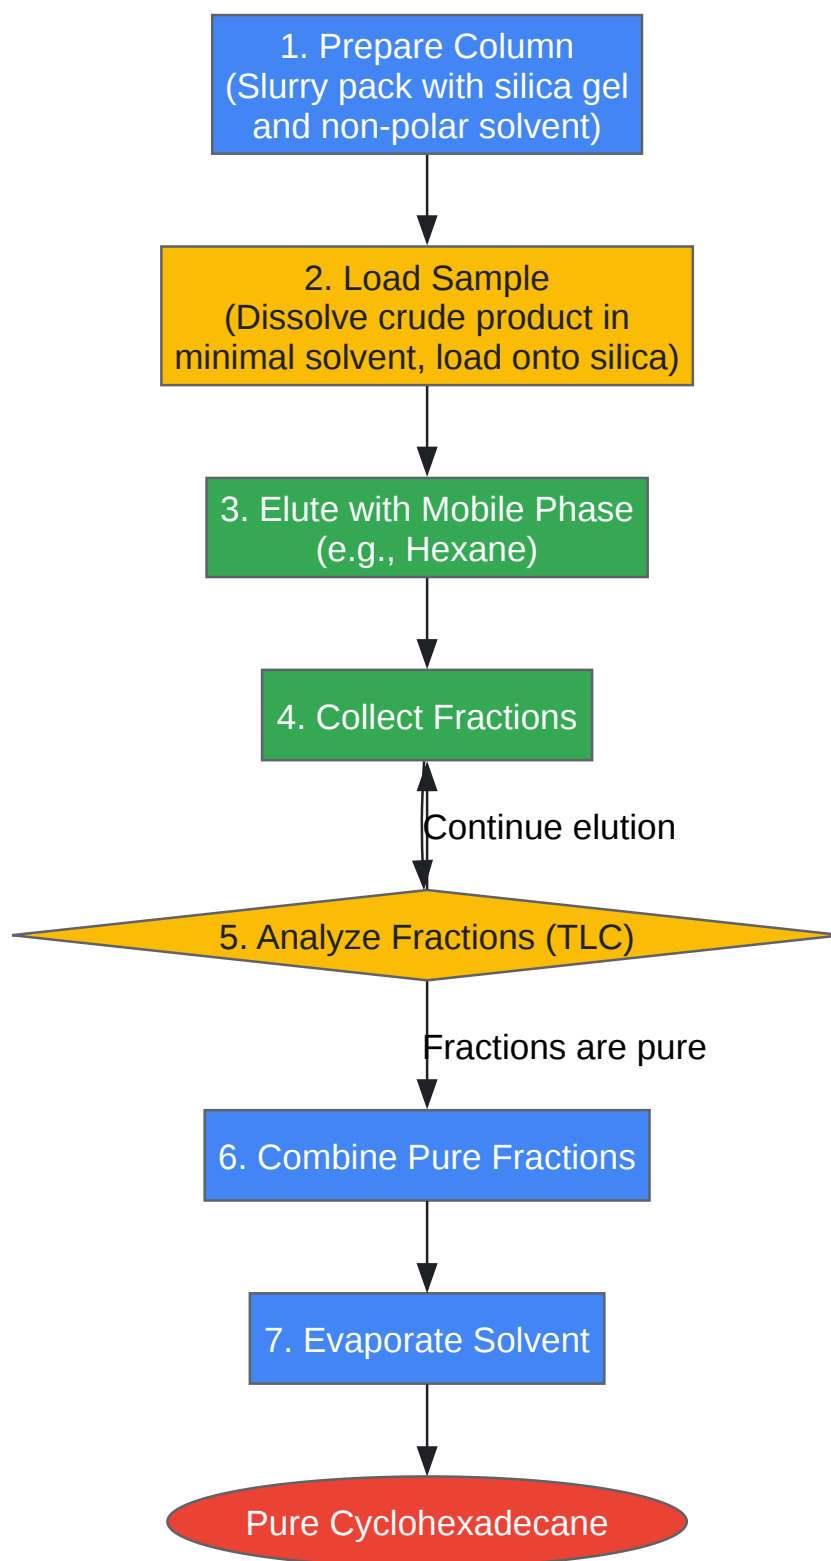 1. Prepare Column
(Slurry pack with silica gel
and non-polar solvent)
2. Load Sample
(Dissolve crude product in
minimal solvent, load onto silica)
3. Elute with Mobile Phase
(e.g., Hexane)
4. Collect Fractions
Continue elution
5. Analyze Fractions (TLC)
Fractions are pure
6. Combine Pure Fractions
7. Evaporate Solvent
Pure Cyclohexadecane